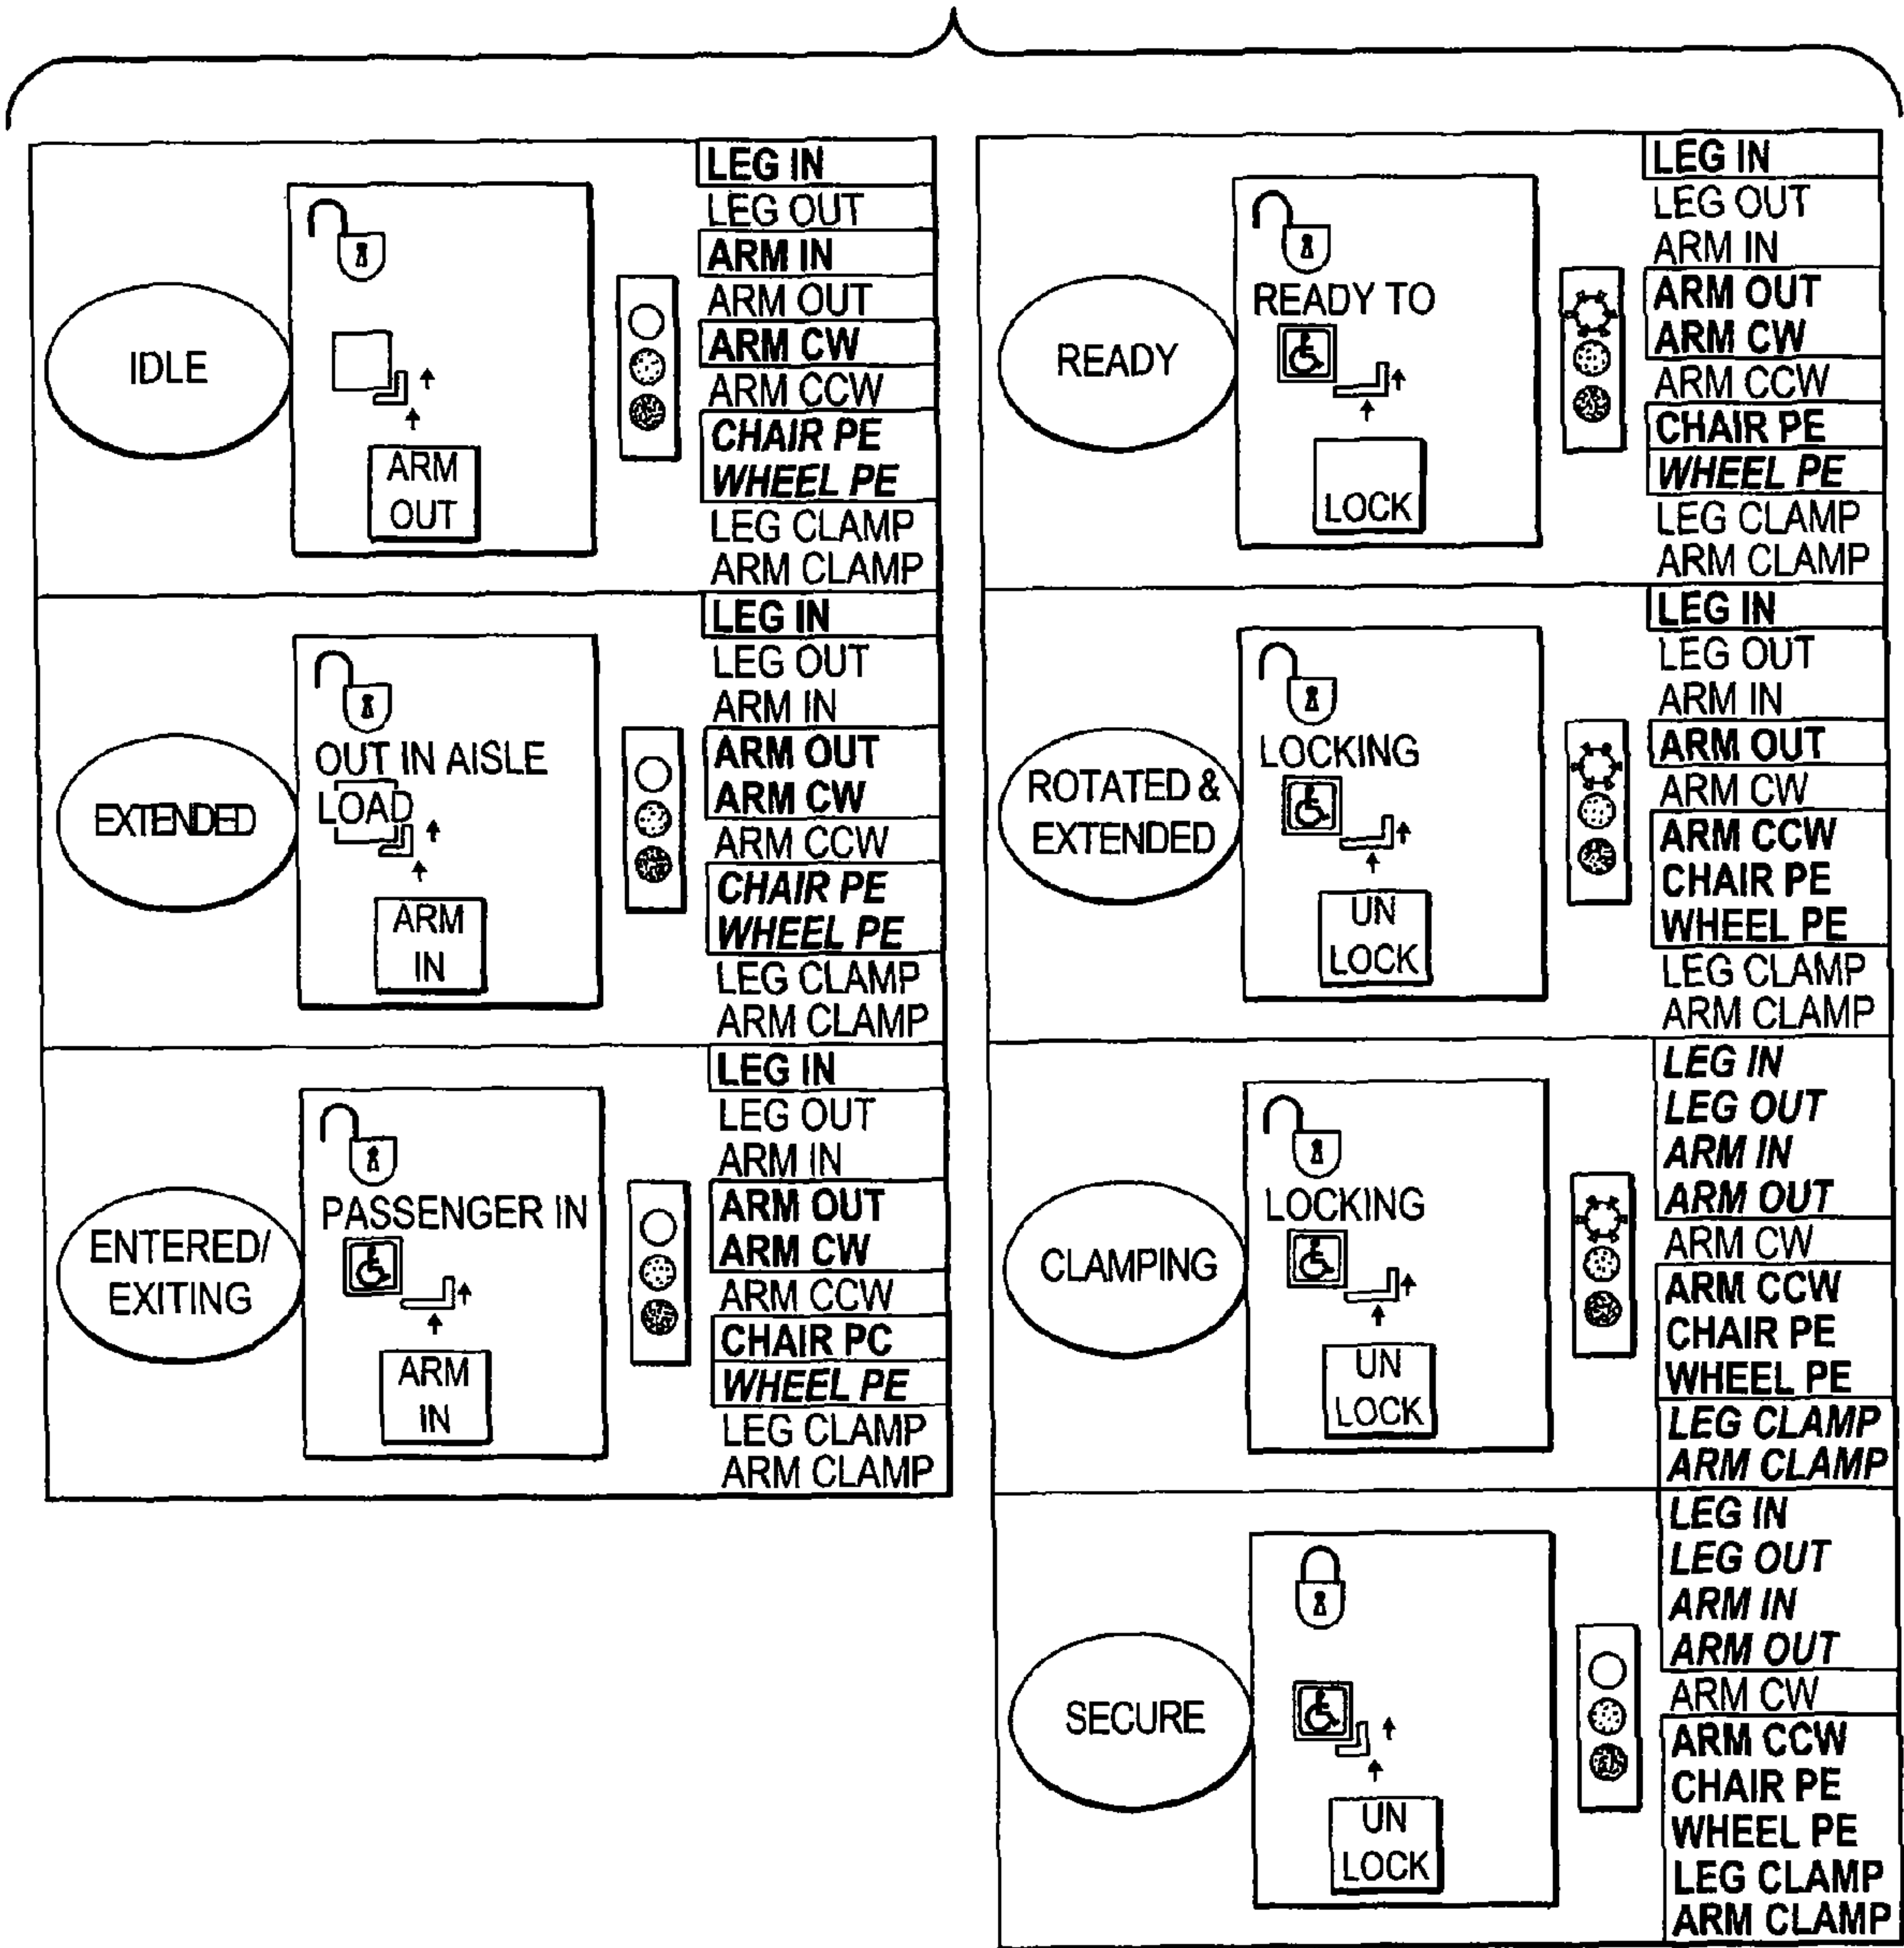 IDLE
ARM
OUT
LEG IN
LEG OUT
ARM IN
ARM OUT
ARM CW
ARM CCW
CHAIR PE
WHEEL PE
LEG CLAMP
ARM CLAMP
EXTENDED
OUT IN AISLE
LOAD
ARM
IN
LEG IN
LEG OUT
ARM IN
ARM OUT
ARM CW
ARM CCW
CHAIR PE
WHEEL PE
LEG CLAMP
ARM CLAMP
ENTERED/
EXITING
PASSENGER IN
ARM
IN
LEG IN
LEG OUT
ARM IN
ARM OUT
ARM CW
ARM CCW
CHAIR PC
WHEEL PE
LEG CLAMP
ARM CLAMP
READY
READY TO
LOCK
LEG IN
LEG OUT
ARM IN
ARM OUT
ARM CW
ARM CCW
CHAIR PE
WHEEL PE
LEG CLAMP
ARM CLAMP
ROTATED &
EXTENDED
LOCKING
UN
LOCK
LEG IN
LEG OUT
ARM IN
ARM OUT
ARM CW
ARM CCW
CHAIR PE
WHEEL PE
LEG CLAMP
ARM CLAMP
CLAMPING
LOCKING
UN
LOCK
LEG IN
LEG OUT
ARM IN
ARM OUT
ARM CW
ARM CCW
CHAIR PE
WHEEL PE
LEG CLAMP
ARM CLAMP
SECURE
UN
LOCK
LEG IN
LEG OUT
ARM IN
ARM OUT
ARM CW
ARM CCW
CHAIR PE
WHEEL PE
LEG CLAMP
ARM CLAMP